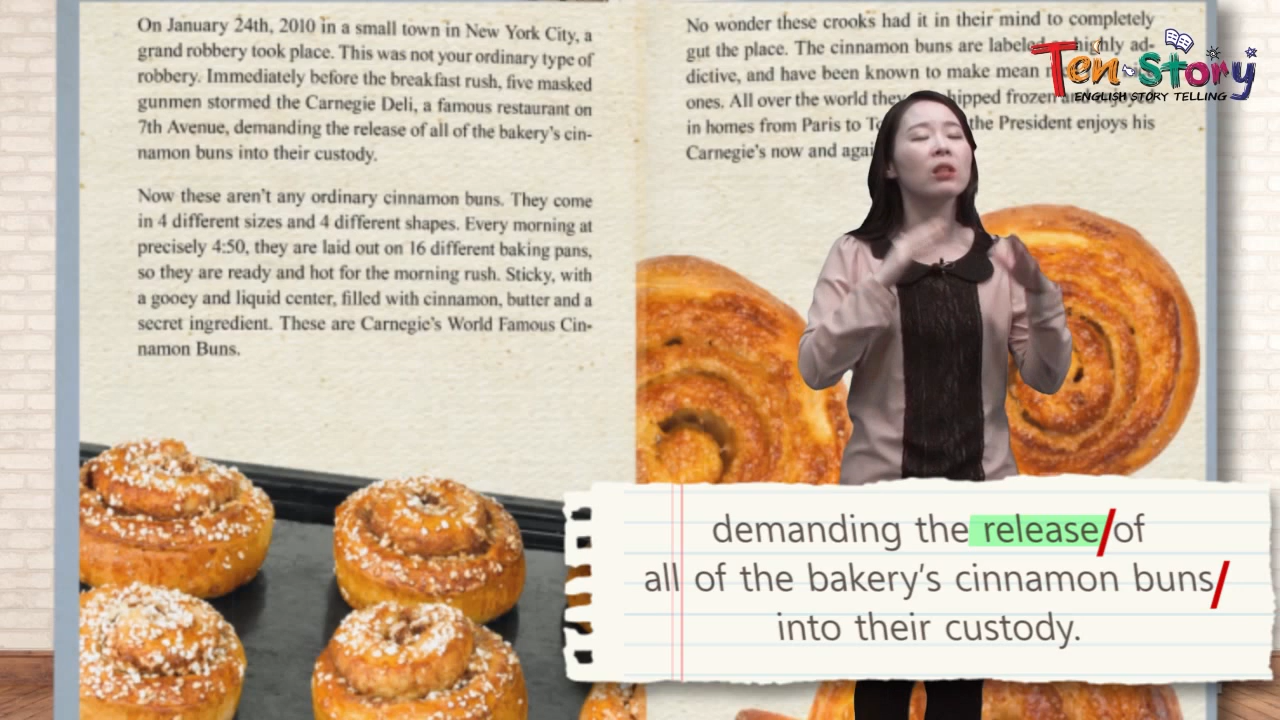 On January 24th, 2010 in a small town in New York City, a
grand robbery took place. This was not your ordinary type of
robbery. Immediately before the breakfast rush, five masked
gunmen stormed the Carnegie Deli, a famous restaurant on
7th Avenue, demanding the release of all of the bakery's cin-
namon buns into their custody.
Now these aren't any ordinary cinnamon buns. They come
in 4 different sizes and 4 different shapes. Every morning at
precisely 4:50, they are laid out on 16 different baking pans,
so they are ready and hot for the morning rush. Sticky, with
a gooey and liquid center, filled with cinnamon, butter and a
secret ingredient. These are Carnegie's World Famous Cin-
namon Buns.
No wonder these crooks had it in their mind to completely
gut the place. The cinnamon buns are labeled highly ad-
dictive, and have been known to make mean
ones. All over the world they shipped frozen
in homes from Paris to the President enjoys his
Carnegie's now and
Ten Story
ENGLISH STORY TELLING
demanding the release/of
all of the bakery's cinnamon buns/
into their custody.